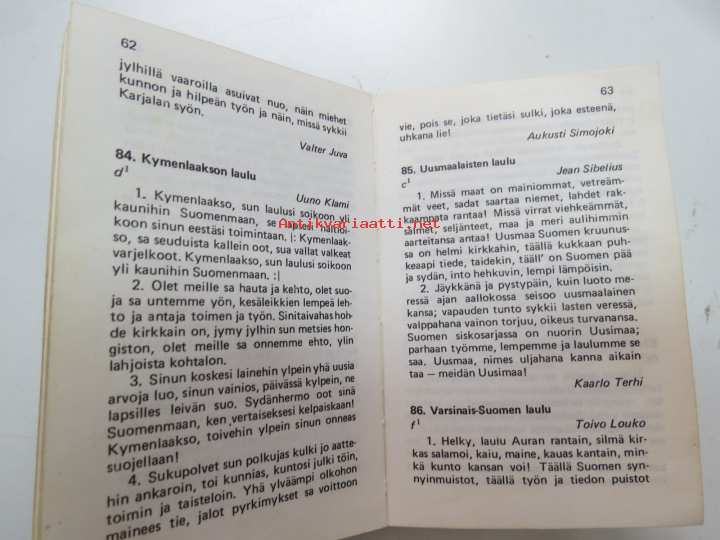 62
jylhillä vaaroilla asuivat nuo, näin miehet
kunnon ja hilpeän työn ja näin, missä sykkii
Karjalan syön.
Valter Juva
84. Kymenlaakson laulu
d¹
Uuno Klami
1. Kymenlaakso, sun laulusi soikoon yli
kaunihin Suomenmaan, se lapsesi haltioi-
koon sinun eestäsi toimintaan. |: Kymenlaak-
so, sa seuduista kallein oot, sua vallat valkeat
varjelkoot. Kymenlaakso, sun laulusi soikoon
yli kaunihin Suomenmaan. :|
2. Olet meille sa hauta ja kehto, olet suo-
ja sa untemme yön, kesäleikkien lempeä leh-
to ja antaja toimen ja työn. Sinitaivahas hoh-
de kirkkain on, jymy jylhin sun metsies hon-
giston, olet meille sa onnemme ehto, ylin
lahjoista kohtalon.
3. Sinun koskesi lainehin ylpein yhä uusia
arvoja luo, sinun vainios, päivässä kylpein, ne
lapsilles leivän suo. Sydänhermo oot sinä
Suomenmaan, ken vertaiseksesi kelpaiskaan!
Kymenlaakso, toivehin ylpein sinun onneas
suojellaan!
4. Sukupolvet sun polkujas kulki jo aatte-
hin ankaroin, toi kunnias, kuntosi julki töin,
toimin ja taisteloin. Yhä ylväämpi olkohon
mainees tie, jalot pyrkimykset sa voittoon
63
vie, pois se, joka tietäsi sulki, joka esteenä,
uhkana lie!
Aukusti Simojoki
85. Uusmaalaisten laulu
c¹
Jean Sibelius
1. Missä maat on mainiommat, vetreäm-
mät veet, sadat saartaa niemet, lahdet rak-
kaampata rantaa! Missä virrat viehkeämmät,
salmet, seljänteet, maa ja meri aulihimmin
aarteitansa antaa! Uusmaa Suomen kruunus-
sa on helmi kirkkahin, täällä kukkaan puh-
keaapi tiede, taidekin, tääll' on Suomen pää
ja sydän, into hehkuvin, lempi lämpöisin.
2. Jäykkänä ja pystypäin, kuin luoto me-
ressä ajan aallokossa seisoo uusmaalainen
kansa; vapauden tunto sykkii lasten veressä,
valppahana vainon torjuu, oikeus turvanansa.
Suomen siskosarjassa on nuorin Uusimaa;
parhaan työmme, lempemme ja laulumme se
saa. Uusmaa, nimes uljahana kanna aikain
taa – meidän Uusimaa!
Kaarlo Terhi
86. Varsinais-Suomen laulu
f¹
Toivo Louko
1. Helky, laulu Auran rantain, silmä kir-
kas salamoi, kaiu, maine, kauas kantain, min-
kä kunto kansan voi! Täällä Suomen syn-
nyinmuistot, täällä työn ja tiedon puistot
Antikvariaatti.net